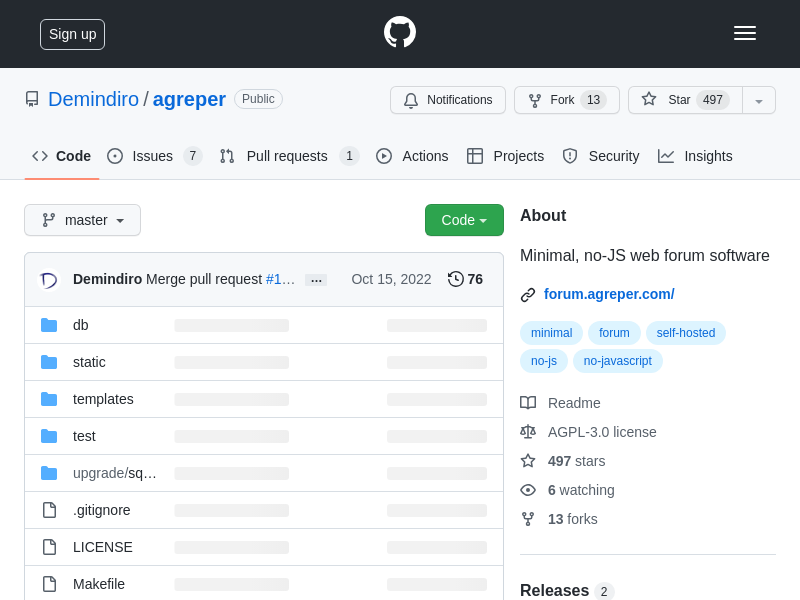 Sign up
Demindiro / agreper Public
Notifications
Fork 13
Star 497
Code
Issues 7
Pull requests 1
Actions
Projects
Security
Insights
master
Code
Demindiro Merge pull request #1… ... Oct 15, 2022 76
db
static
templates
test
upgrade/sq…
.gitignore
LICENSE
Makefile
About
Minimal, no-JS web forum software
forum.agreper.com/
minimal forum self-hosted
no-js no-javascript
Readme
AGPL-3.0 license
497 stars
6 watching
13 forks
Releases 2